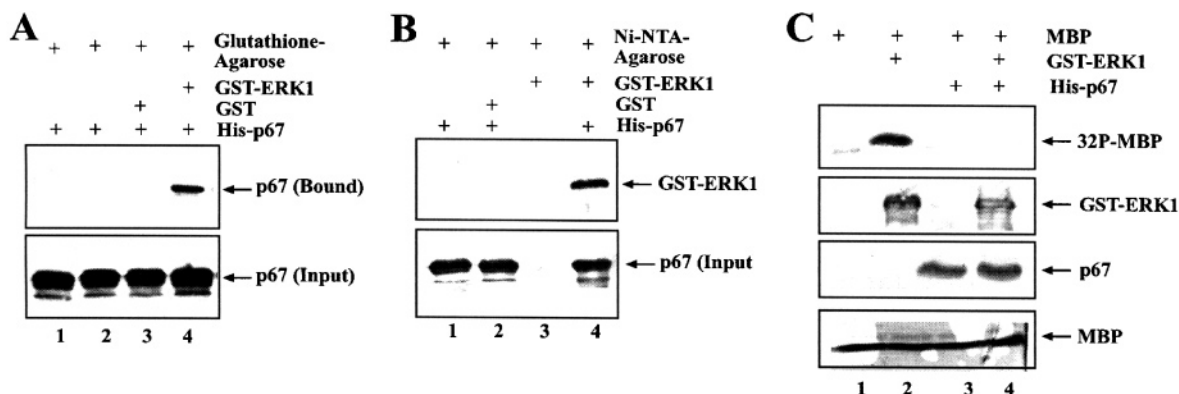 A
+ + + + Glutathione-
Agarose
+ GST-ERK1
+ GST
+ + + + His-p67
p67 (Bound)
p67 (Input)
1 2 3 4
B
+ + + + Ni-NTA-
Agarose
+ + GST-ERK1
+ GST
+ + + His-p67
GST-ERK1
p67 (Input
1 2 3 4
C
+ + + + MBP
+ + GST-ERK1
+ + His-p67
32P-MBP
GST-ERK1
p67
MBP
1 2 3 4